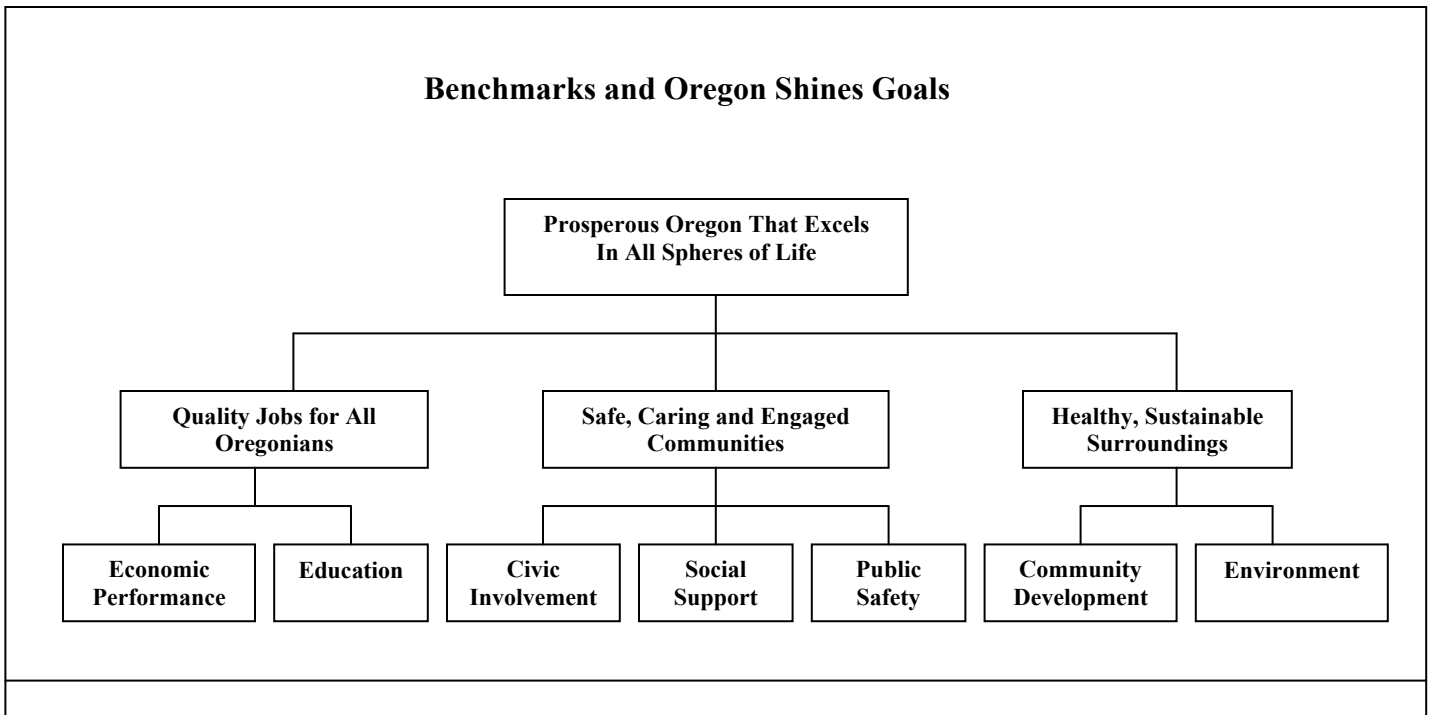 Benchmarks and Oregon Shines Goals
Prosperous Oregon That Excels
In All Spheres of Life
Quality Jobs for All
Oregonians
Safe, Caring and Engaged
Communities
Healthy, Sustainable
Surroundings
Economic
Performance
Education
Civic
Involvement
Social
Support
Public
Safety
Community
Development
Environment